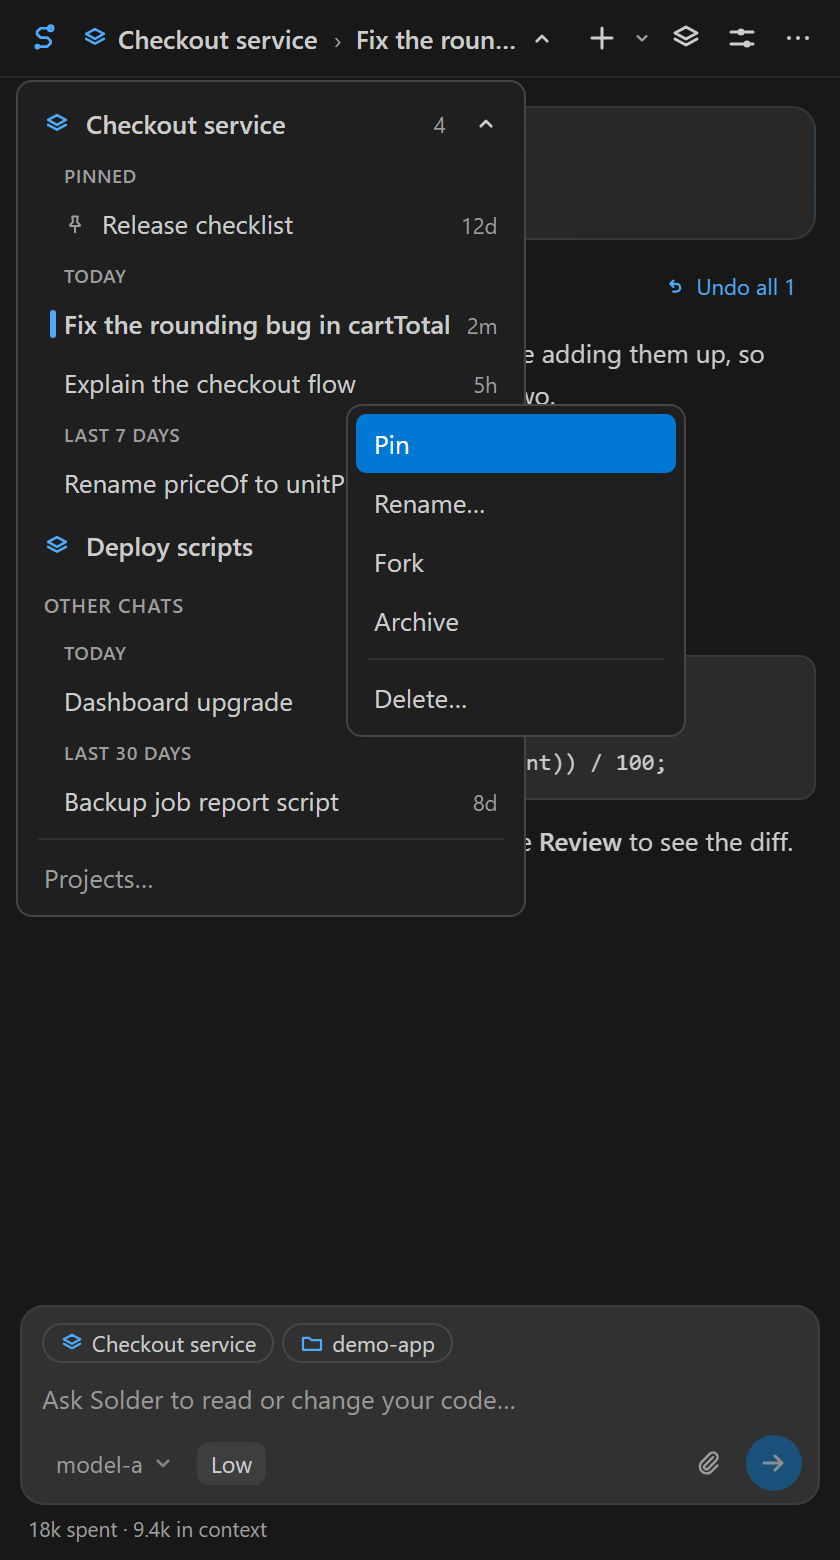 Checkout service › Fix the roun...
Checkout service 4
PINNED
Release checklist 12d
TODAY
Undo all 1
Fix the rounding bug in cartTotal 2m
adding them up, so
Explain the checkout flow 5h
LAST 7 DAYS
Pin
Rename priceOf to unitP
Rename...
Deploy scripts
Fork
OTHER CHATS
Archive
TODAY
Dashboard upgrade
Delete...
LAST 30 DAYS
nt)) / 100;
Backup job report script 8d
Review to see the diff.
Projects...
Checkout service demo-app
Ask Solder to read or change your code...
model-a Low
18k spent · 9.4k in context